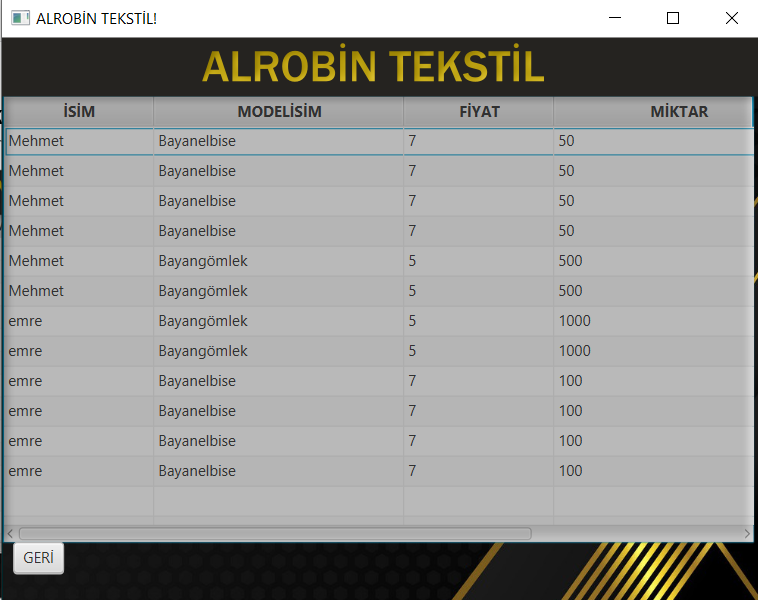 ALROBİN TEKSTİL!
ALROBİN TEKSTİL
İSİM MODELİSİM FİYAT MİKTAR
Mehmet Bayanelbise 7 50
Mehmet Bayanelbise 7 50
Mehmet Bayanelbise 7 50
Mehmet Bayanelbise 7 50
Mehmet Bayangömlek 5 500
Mehmet Bayangömlek 5 500
emre Bayangömlek 5 1000
emre Bayangömlek 5 1000
emre Bayanelbise 7 100
emre Bayanelbise 7 100
emre Bayanelbise 7 100
emre Bayanelbise 7 100
GERİ